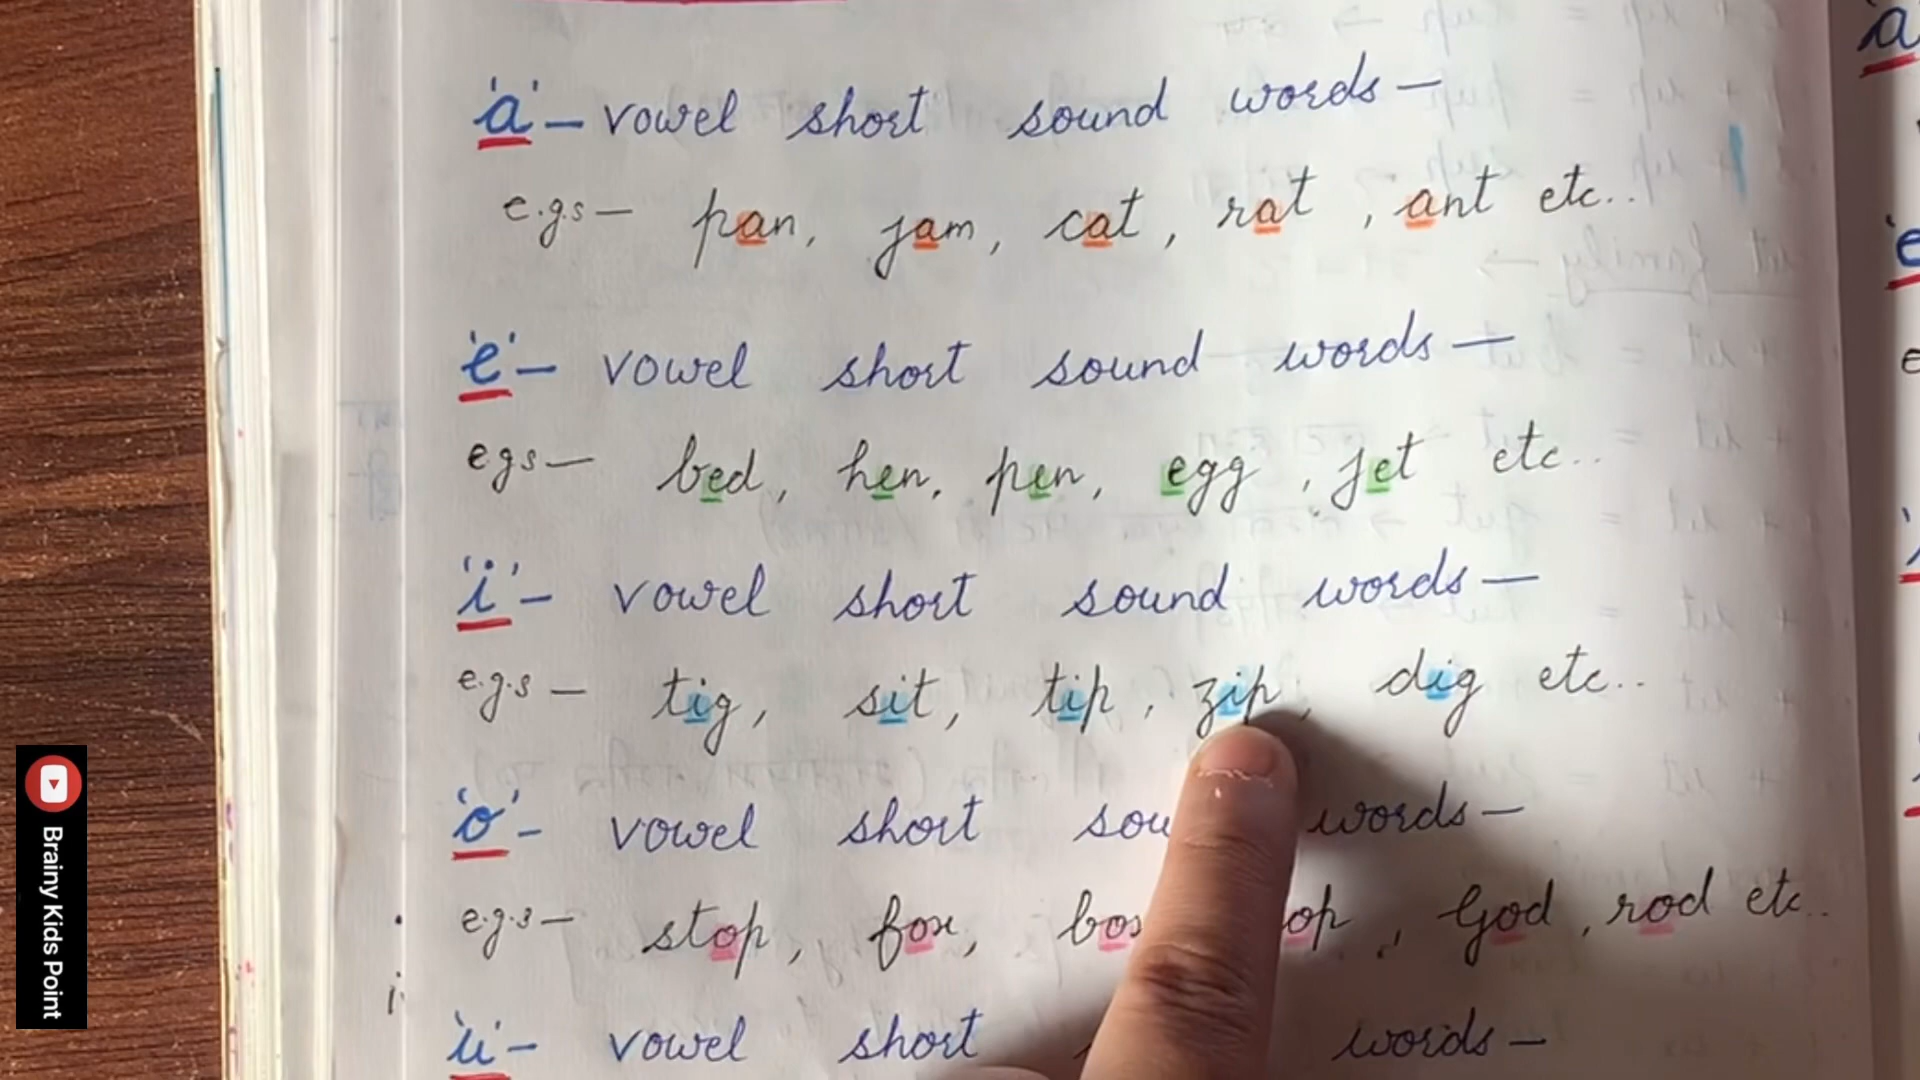 'a' - vowel short sound words -
e.g.s - pan, jam, cat, rat, ant etc..
'e' - vowel short sound words -
egs - bed, hen, pen, egg, jet etc..
'i' - vowel short sound words -
e.g.s - tig, sit, tip, zip, dig etc..
'o' - vowel short words -
e.g.s - stop, fox, God, rod etc..
'u' - vowel short words -
Brainy Kids Point